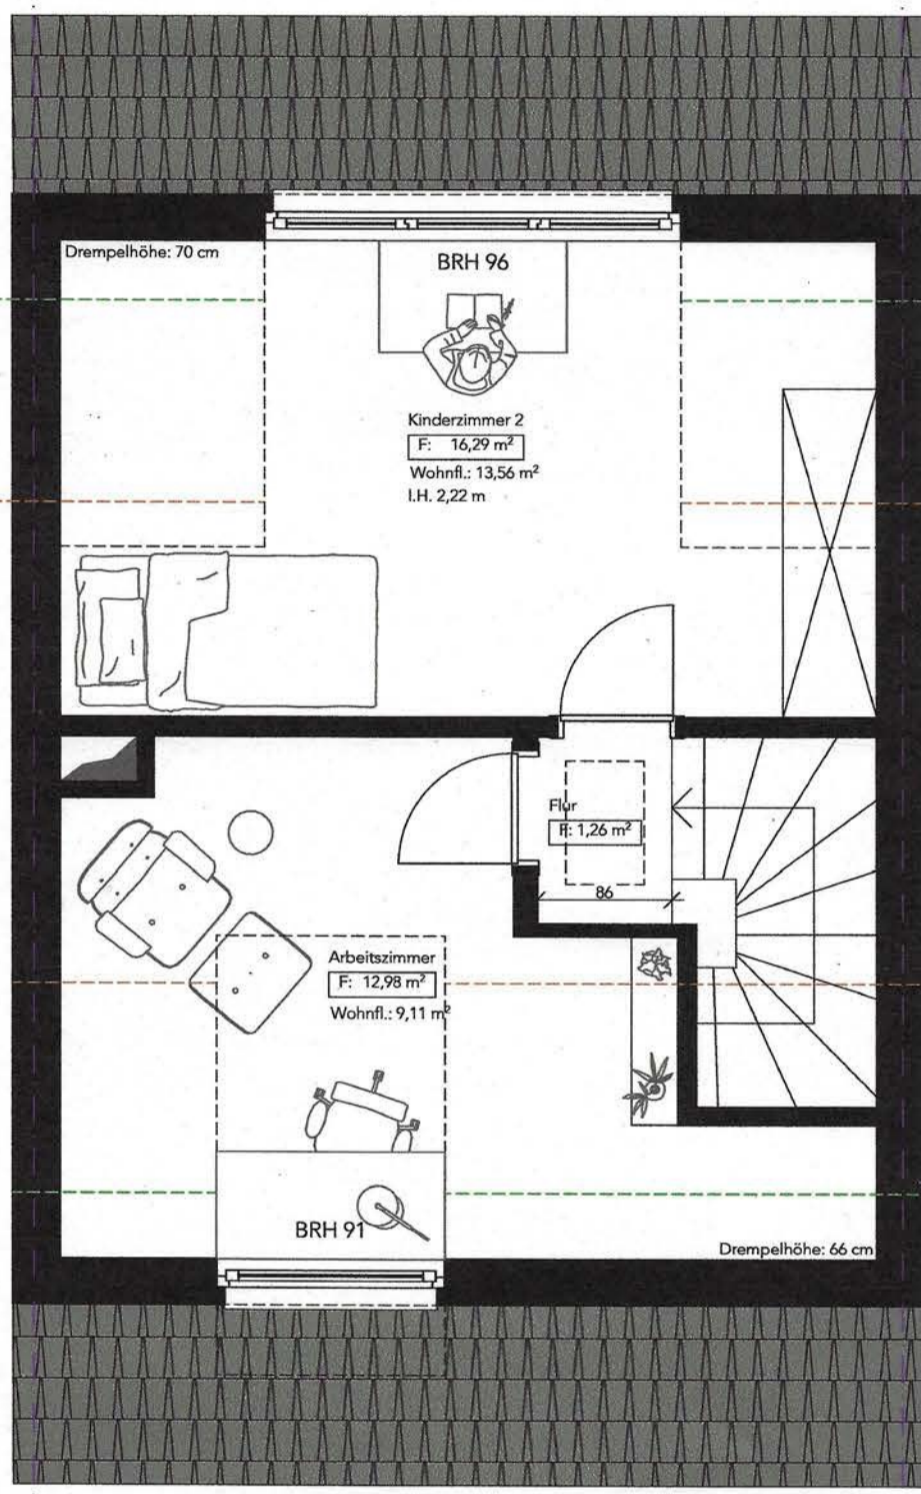 Drempelhöhe: 70 cm
BRH 96
Kinderzimmer 2
F: 16,29 m²
Wohnfl.: 13,56 m²
l.H. 2,22 m
Flur
F: 1,26 m²
86
Arbeitszimmer
F: 12,98 m²
Wohnfl.: 9,11 m²
BRH 91
Drempelhöhe: 66 cm